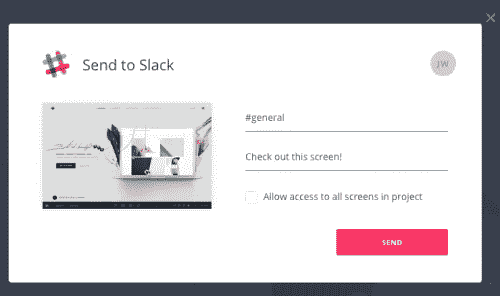 Send to Slack
JW
#general
Check out this screen!
Allow access to all screens in project
SEND